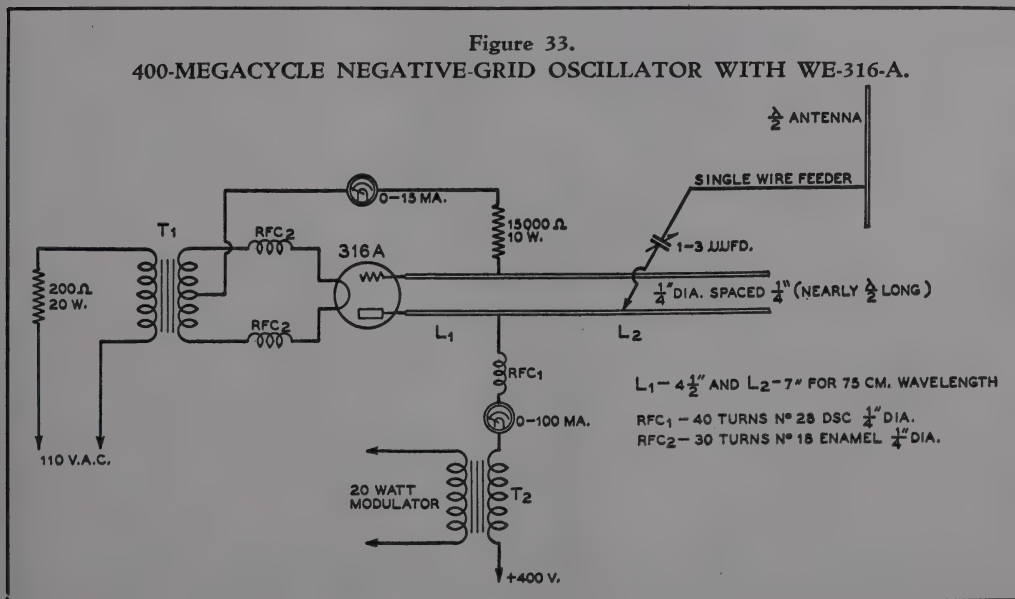 Figure 33.
400-MEGACYCLE NEGATIVE-GRID OSCILLATOR WITH WE-316-A.
λ/2 ANTENNA
SINGLE WIRE FEEDER
0-15 MA.
15000 Ω
10 W.
1-3 µµFD.
T1
RFC2
316A
200 Ω
20 W.
1/4" DIA. SPACED 1/4" (NEARLY λ/2 LONG)
RFC2
L1
L2
RFC1
L1 - 4 1/2" AND L2 - 7" FOR 75 CM. WAVELENGTH
RFC1 - 40 TURNS Nº 28 DSC 1/4" DIA.
RFC2 - 30 TURNS Nº 18 ENAMEL 1/4" DIA.
0-100 MA.
110 V.A.C.
20 WATT
MODULATOR
T2
+400 V.